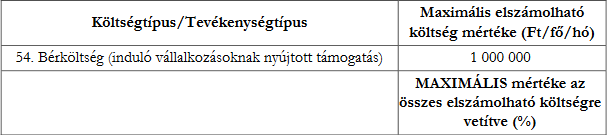 Költségtípus/Tevékenységtípus
Maximális elszámolható
költség mértéke (Ft/fő/hó)
54. Bérköltség (induló vállalkozásoknak nyújtott támogatás)
1 000 000
MAXIMÁLIS mértéke az
összes elszámolható költségre
vetítve (%)